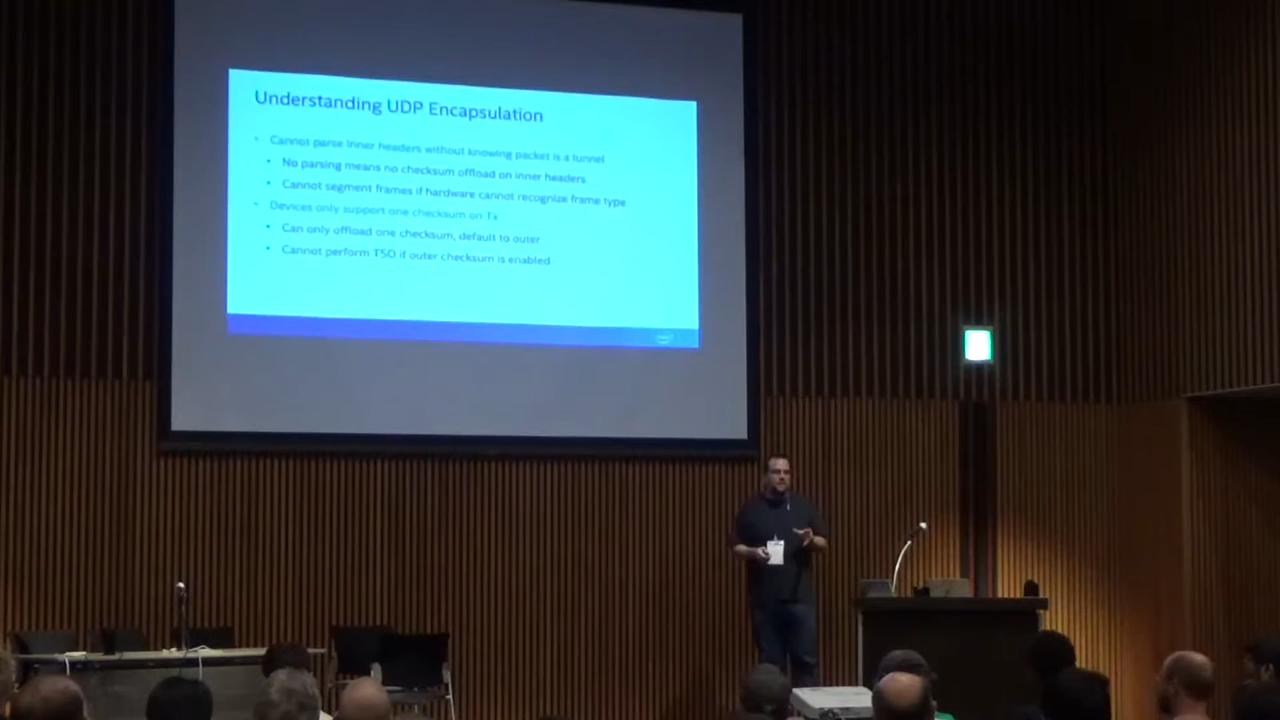 Understanding UDP Encapsulation
• Cannot parse inner headers without knowing packet is a tunnel
• No parsing means no checksum offload on inner headers
• Cannot segment frames if hardware cannot recognize frame type
• Devices only support one checksum on Tx
• Can only offload one checksum, default to outer
• Cannot perform TSO if outer checksum is enabled